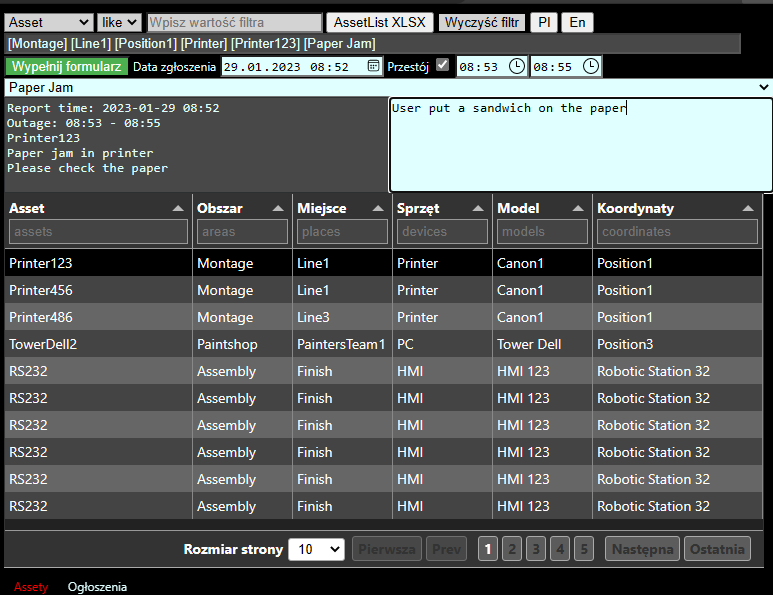 Asset like Wpisz wartość filtra AssetList XLSX Wyczyść filtr Pl En
[Montage] [Line1] [Position1] [Printer] [Printer123] [Paper Jam]
Wypełnij formularz Data zgłoszenia 29.01.2023 08:52 Przestój 08:53 08:55
Paper Jam
Report time: 2023-01-29 08:52
Outage: 08:53 - 08:55
Printer123
Paper jam in printer
Please check the paper
User put a sandwich on the paper
Asset Obszar Miejsce Sprzęt Model Koordynaty
assets areas places devices models coordinates
Printer123 Montage Line1 Printer Canon1 Position1
Printer456 Montage Line1 Printer Canon1 Position1
Printer486 Montage Line3 Printer Canon1 Position1
TowerDell2 Paintshop PaintersTeam1 PC Tower Dell Position3
RS232 Assembly Finish HMI HMI 123 Robotic Station 32
RS232 Assembly Finish HMI HMI 123 Robotic Station 32
RS232 Assembly Finish HMI HMI 123 Robotic Station 32
RS232 Assembly Finish HMI HMI 123 Robotic Station 32
RS232 Assembly Finish HMI HMI 123 Robotic Station 32
RS232 Assembly Finish HMI HMI 123 Robotic Station 32
Rozmiar strony 10 Pierwsza Prev 1 2 3 4 5 Następna Ostatnia
Assety Ogłoszenia